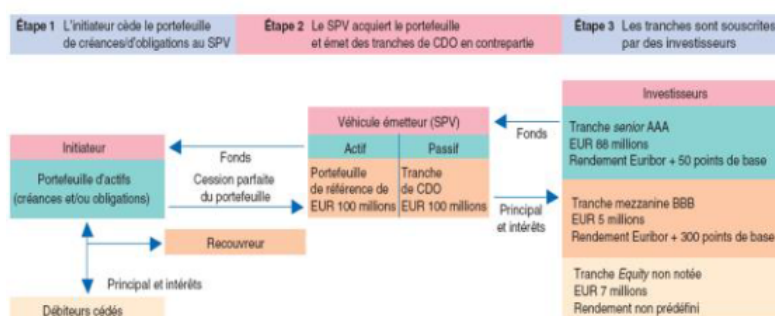 Étape 1 L'initiateur cède le portefeuille
de créances/d'obligations au SPV
Étape 2 Le SPV acquiert le portefeuille
et émet des tranches de CDO en contrepartie
Étape 3 Les tranches sont souscrites
par des investisseurs
Initiateur
Portefeuille d'actifs
(créances et/ou obligations)
Fonds
Cession parfaite
du portefeuille
Recouvreur
Principal et intérêts
Débiteurs cédés
Véhicule émetteur (SPV)
Actif
Passif
Portefeuille
de référence de
EUR 100 millions
Tranche
de CDO
EUR 100 millions
Fonds
Principal
et intérêts
Investisseurs
Tranche senior AAA
EUR 88 millions
Rendement Euribor + 50 points de base
Tranche mezzanine BBB
EUR 5 millions
Rendement Euribor + 300 points de base
Tranche Equity non notée
EUR 7 millions
Rendement non prédéfini